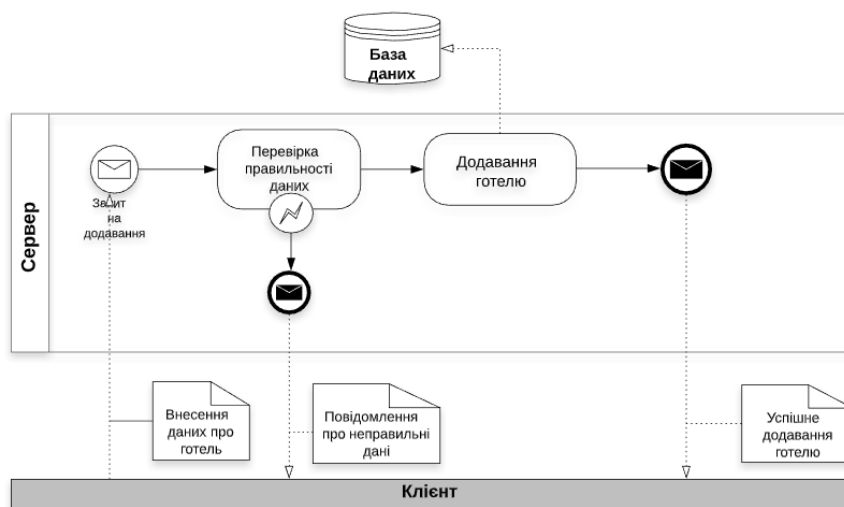 База
даних
Сервер
Перевірка
правильності
даних
Додавання
готелю
Запит
на
додавання
Внесення
даних про
готель
Повідомлення
про неправильні
дані
Успішне
додавання
готелю
Клієнт